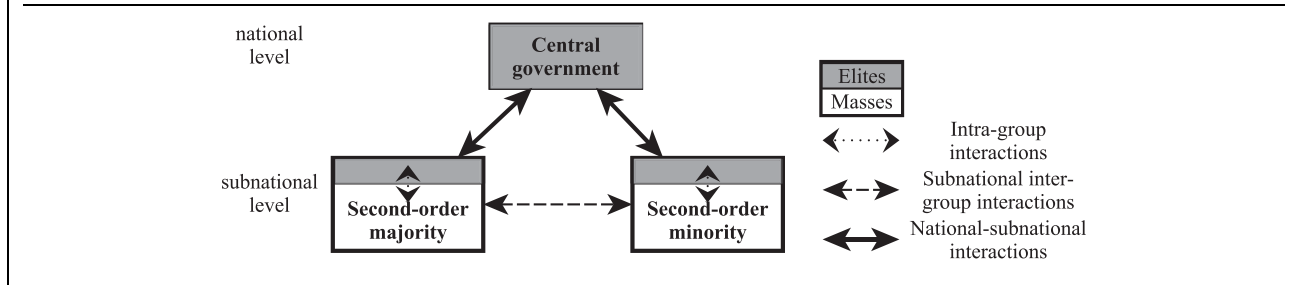 national
level
Central
government
Elites
Masses
Intra-group
interactions
subnational
level
Second-order
majority
Second-order
minority
Subnational inter-
group interactions
National-subnational
interactions